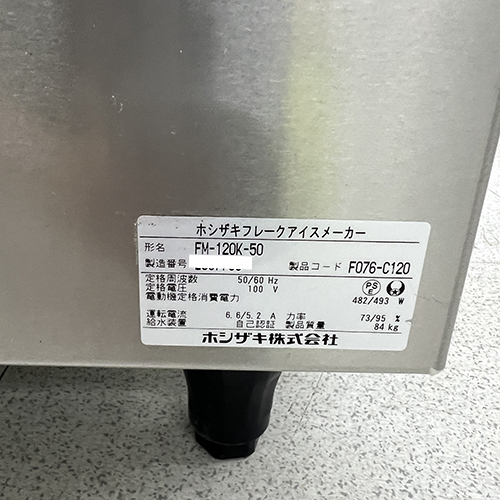 ホシザキフレークアイスメーカー
形名 FM-120K-50
製造番号 製品コード F076-C120
定格周波数 50/60 Hz
定格電圧 100 V
電動機定格消費電力 482/493 W
運転電流 6.6/5.2 A 力率 73/95 %
給水装置 自己認証 製品質量 84 kg
ホシザキ株式会社
PS
E